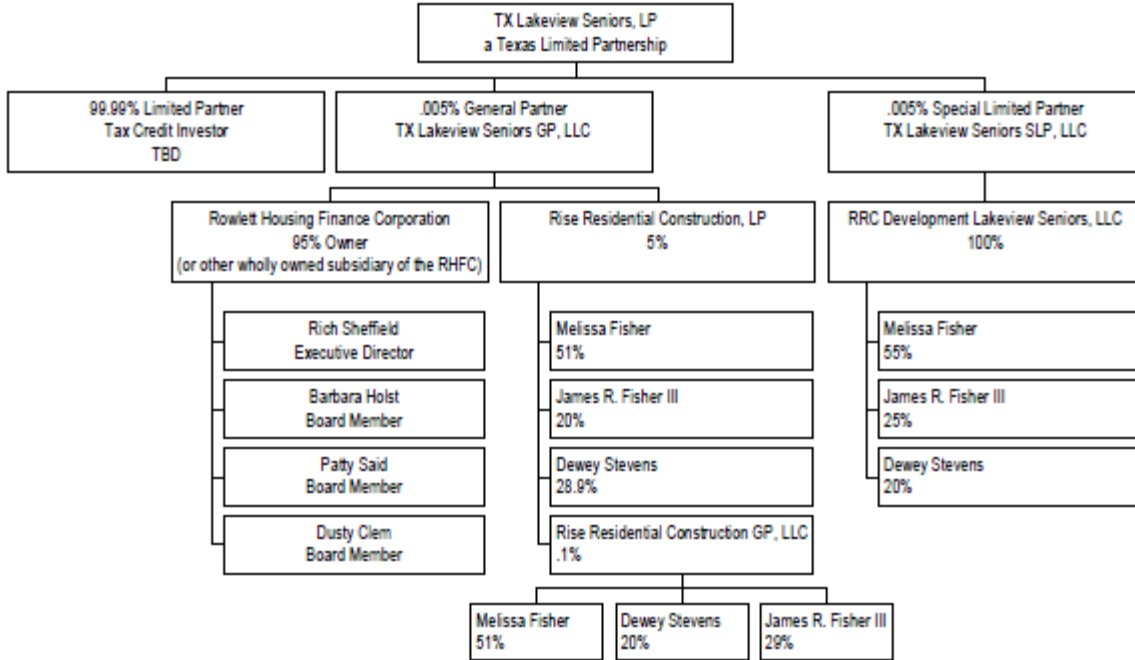 TX Lakeview Seniors, LP
a Texas Limited Partnership
99.99% Limited Partner
Tax Credit Investor
TBD
.005% General Partner
TX Lakeview Seniors GP, LLC
.005% Special Limited Partner
TX Lakeview Seniors SLP, LLC
Rowlett Housing Finance Corporation
95% Owner
(or other wholly owned subsidiary of the RHFC)
Rise Residential Construction, LP
5%
RRC Development Lakeview Seniors, LLC
100%
Rich Sheffield
Executive Director
Barbara Holst
Board Member
Patty Said
Board Member
Dusty Clem
Board Member
Melissa Fisher
51%
James R. Fisher III
20%
Dewey Stevens
28.9%
Rise Residential Construction GP, LLC
.1%
Melissa Fisher
55%
James R. Fisher III
25%
Dewey Stevens
20%
Melissa Fisher
51%
Dewey Stevens
20%
James R. Fisher III
29%